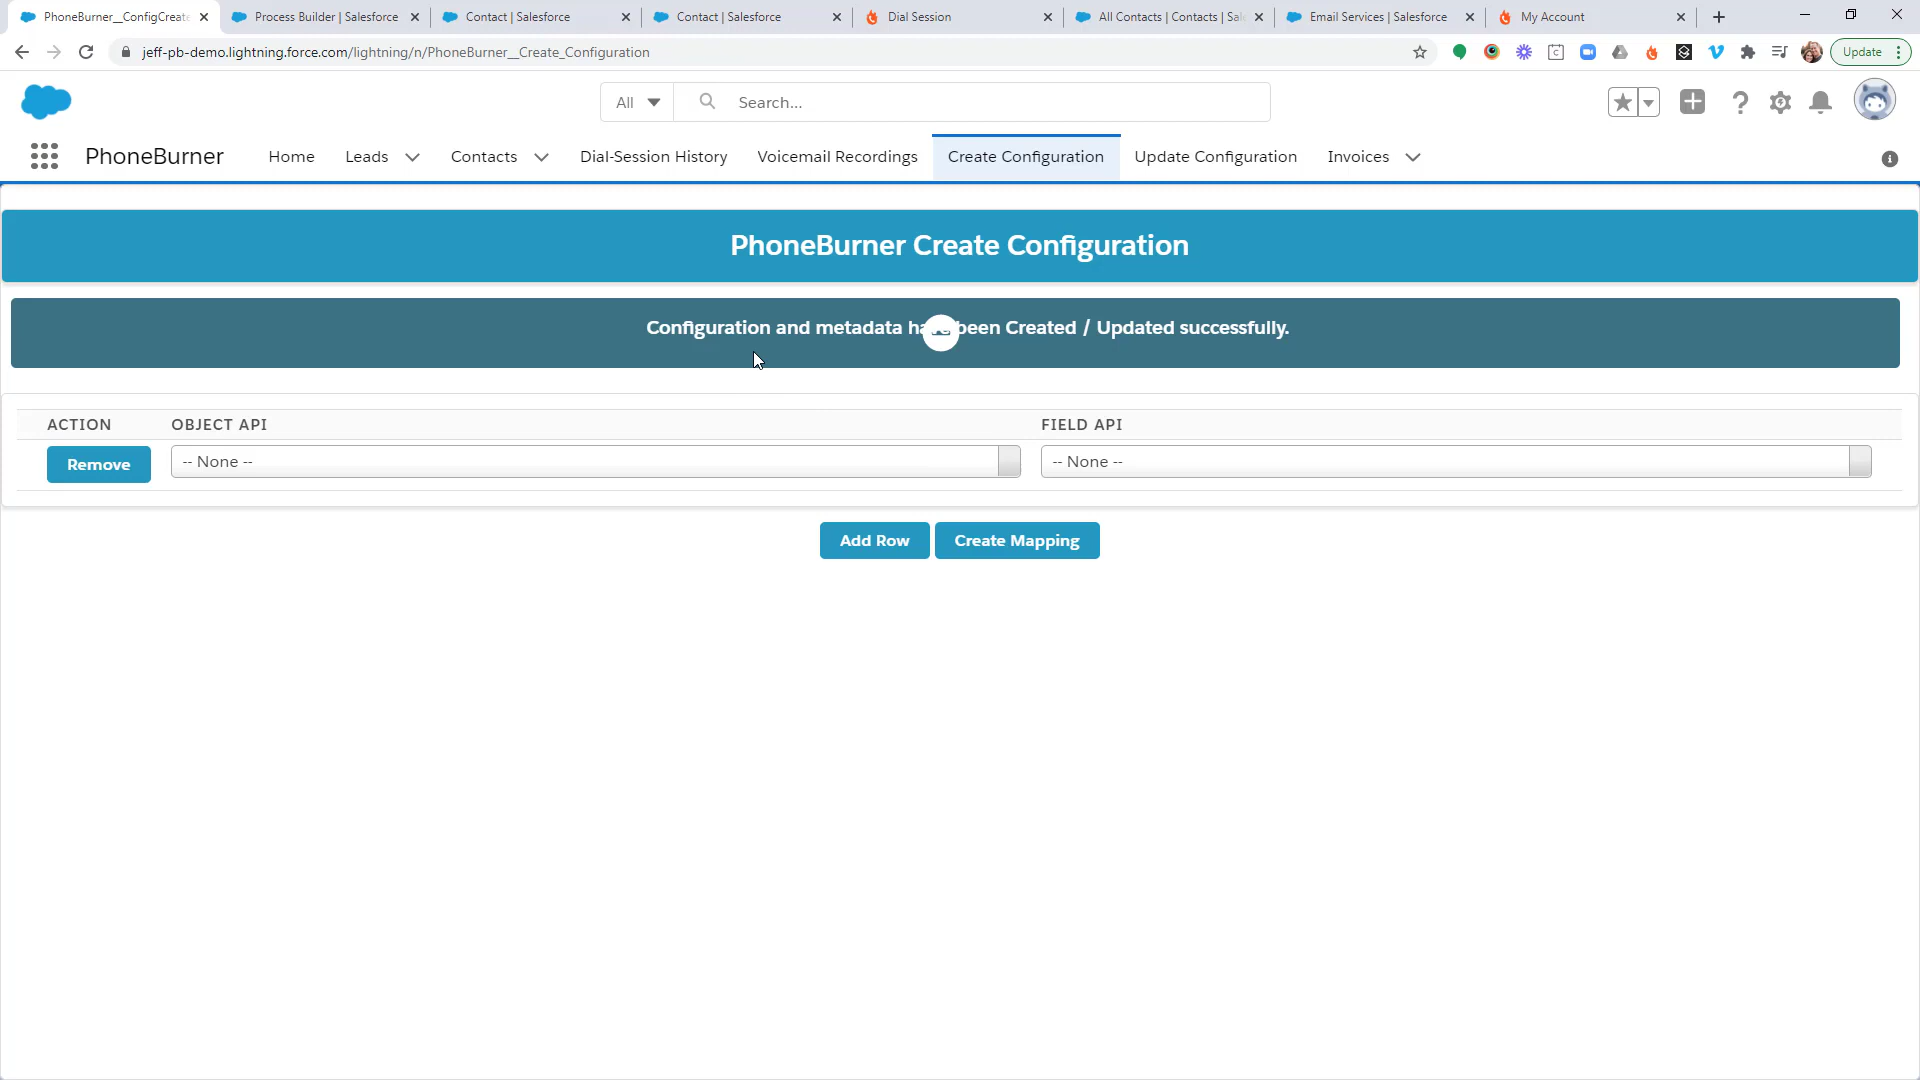 PhoneBurner__ConfigCreate
Process Builder | Salesforce
Contact | Salesforce
Contact | Salesforce
Dial Session
All Contacts | Contacts | Sal
Email Services | Salesforce
My Account
jeff-pb-demo.lightning.force.com/lightning/n/PhoneBurner__Create_Configuration
Update
All
Search...
PhoneBurner
Home
Leads
Contacts
Dial-Session History
Voicemail Recordings
Create Configuration
Update Configuration
Invoices
PhoneBurner Create Configuration
Configuration and metadata have been Created / Updated successfully.
ACTION
OBJECT API
FIELD API
Remove
-- None --
-- None --
Add Row
Create Mapping